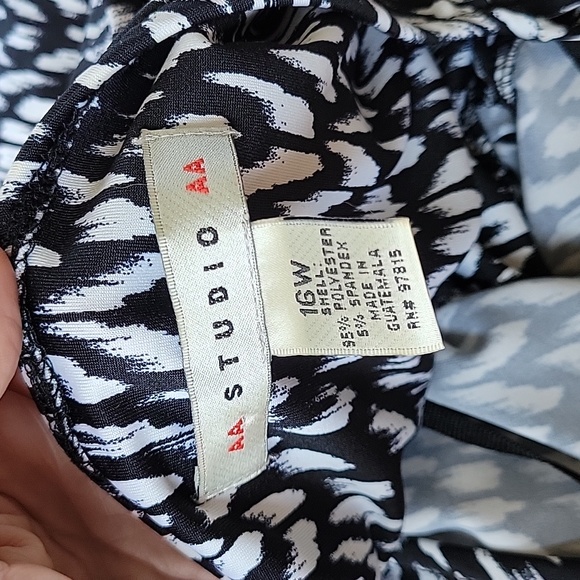 AA STUDIO AA
16W
SHELL:
95% POLYESTER
5% SPANDEX
MADE IN
GUATEMALA
RN# 97815